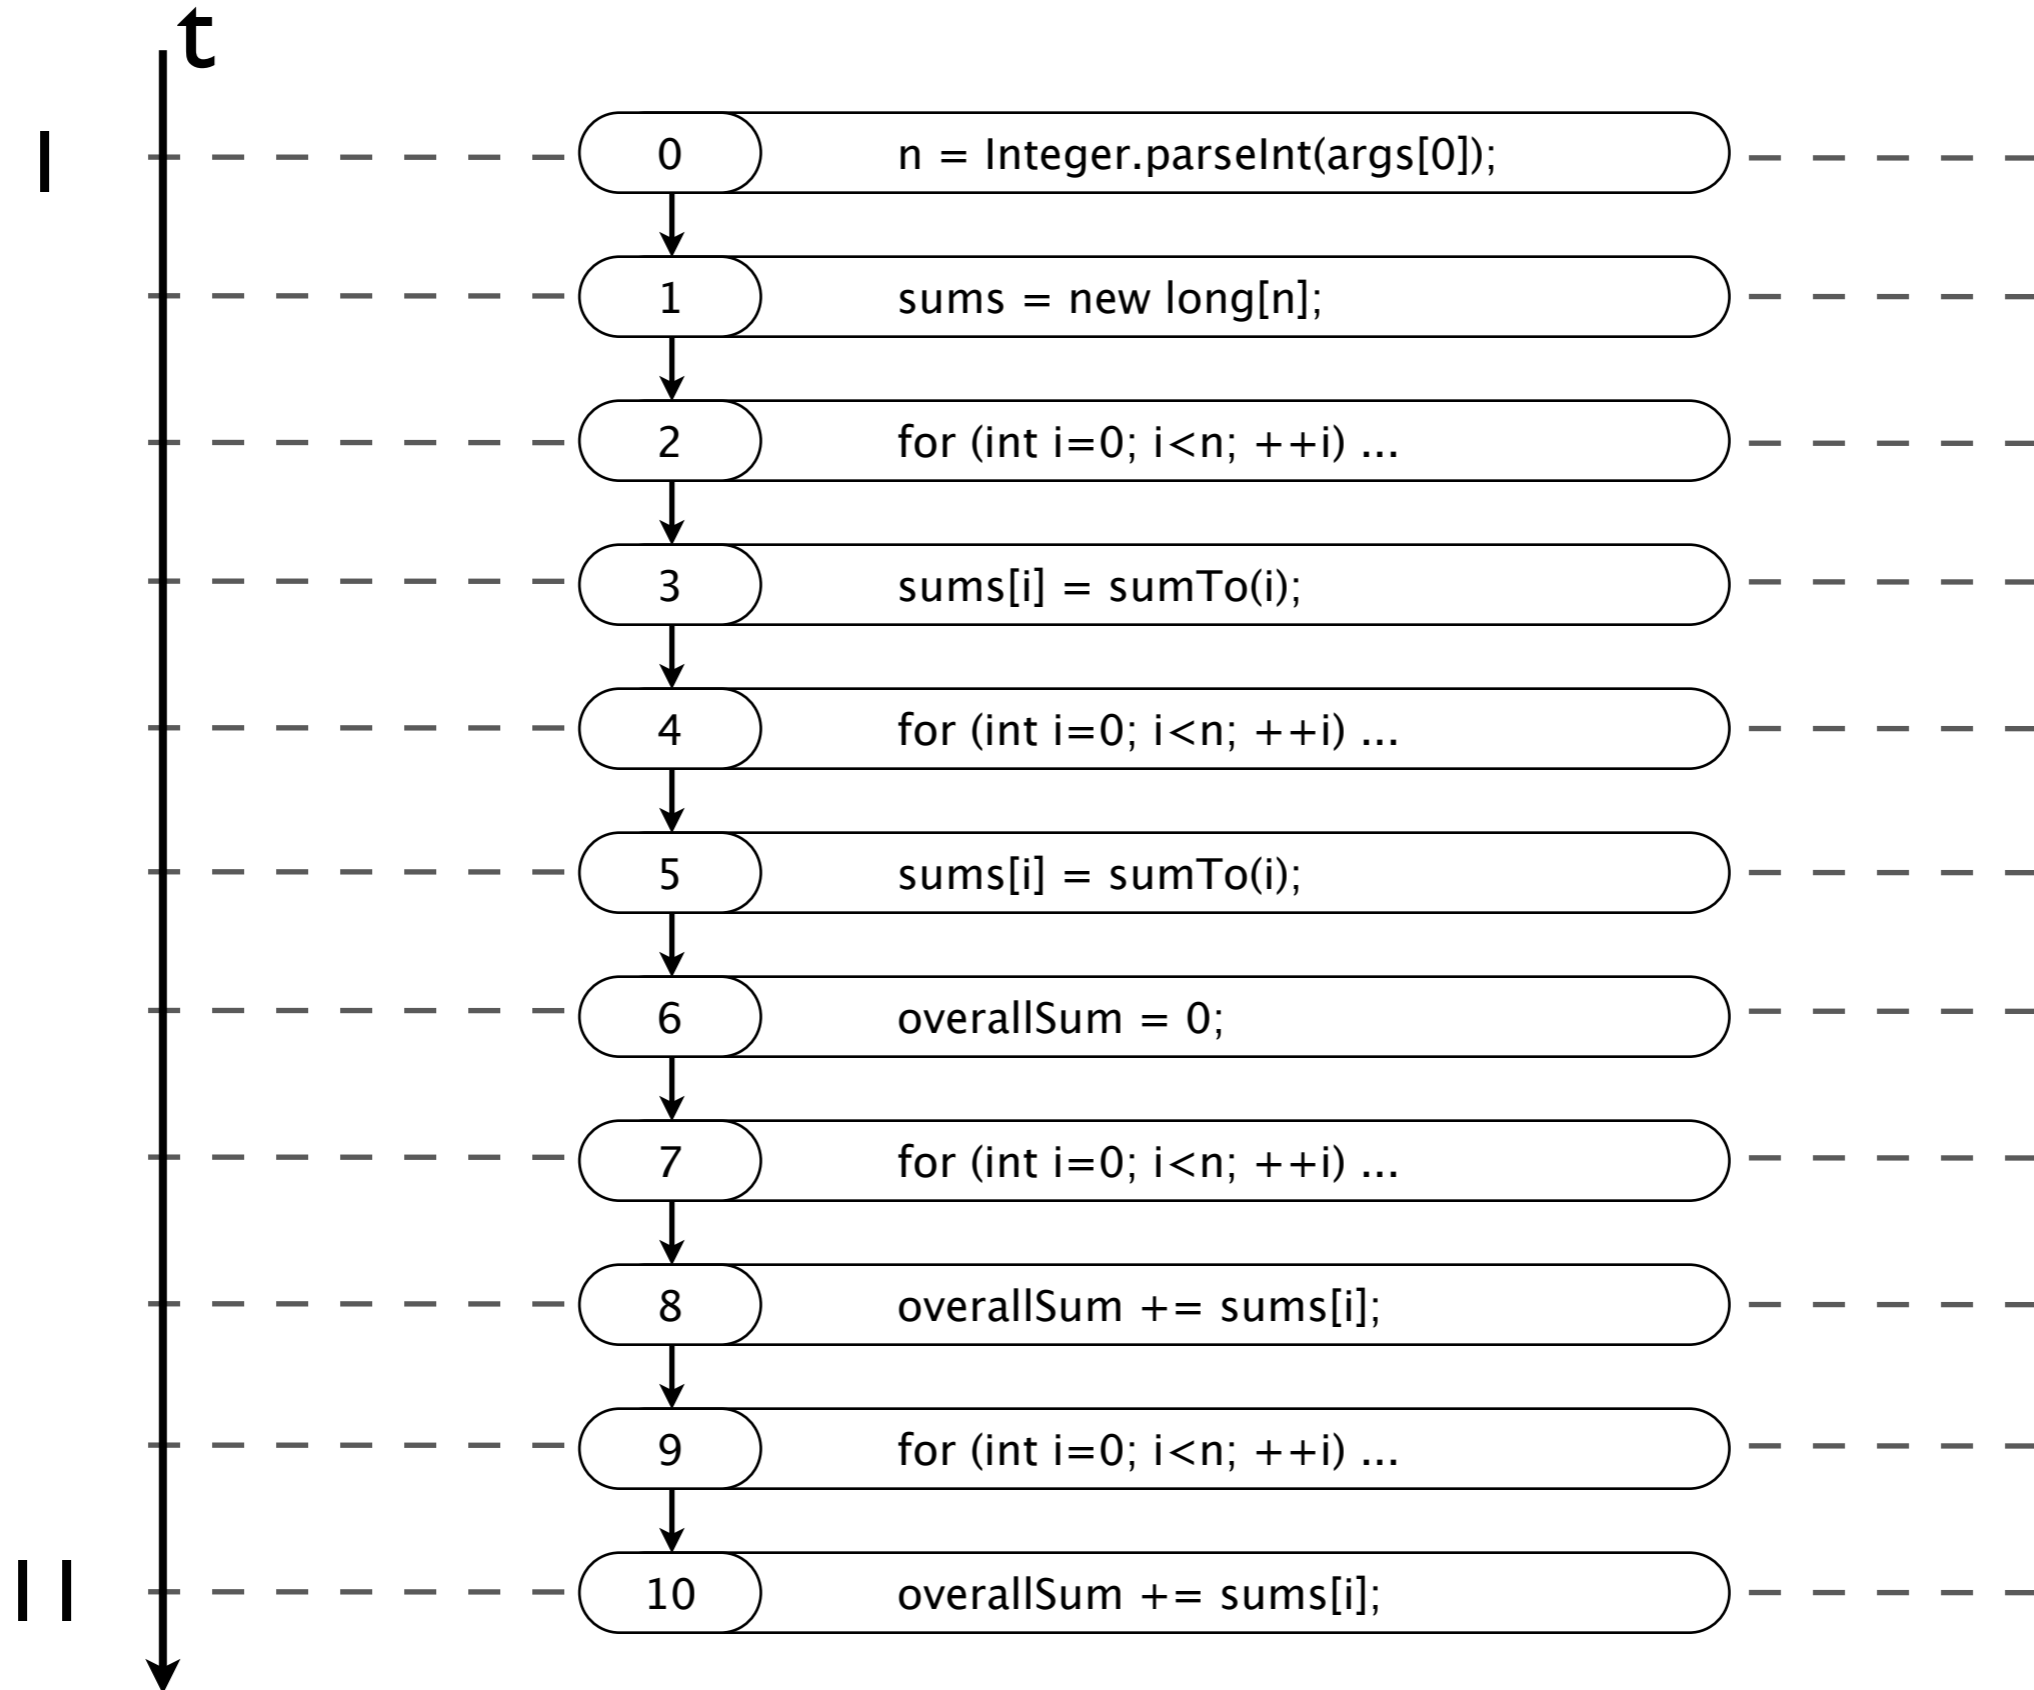 t
1
0 n = Integer.parseInt(args[0]);
1 sums = new long[n];
2 for (int i=0; i<n; ++i) ...
3 sums[i] = sumTo(i);
4 for (int i=0; i<n; ++i) ...
5 sums[i] = sumTo(i);
6 overallSum = 0;
7 for (int i=0; i<n; ++i) ...
8 overallSum += sums[i];
9 for (int i=0; i<n; ++i) ...
11
10 overallSum += sums[i];